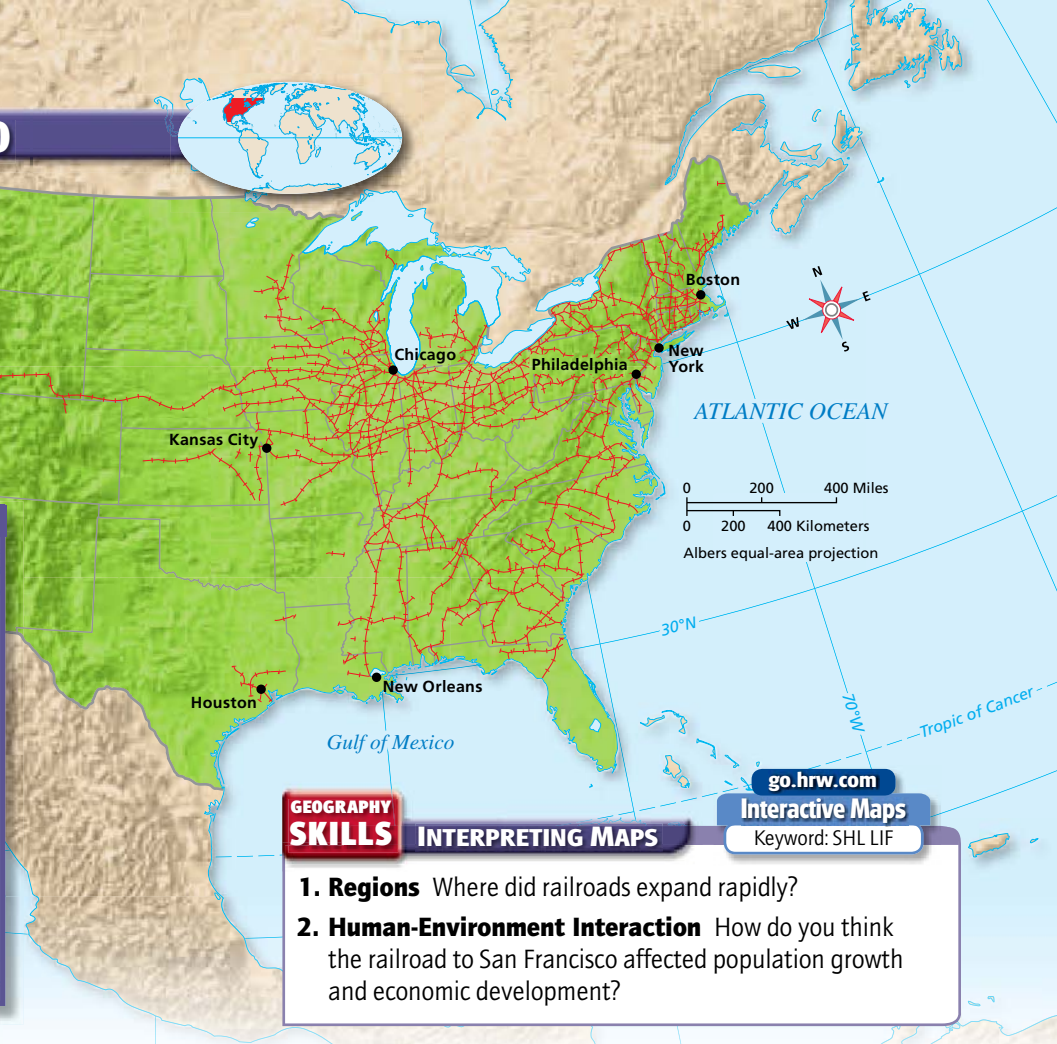 0
Boston
Chicago
New
York
Philadelphia
Kansas City
Houston
New Orleans
ATLANTIC OCEAN
Gulf of Mexico
N
E
W
S
0 200 400 Miles
0 200 400 Kilometers
Albers equal-area projection
30°N
70°W
Tropic of Cancer
go.hrw.com
Interactive Maps
Keyword: SHL LIF
GEOGRAPHY
SKILLS
INTERPRETING MAPS
1. Regions Where did railroads expand rapidly?
2. Human-Environment Interaction How do you think
the railroad to San Francisco affected population growth
and economic development?